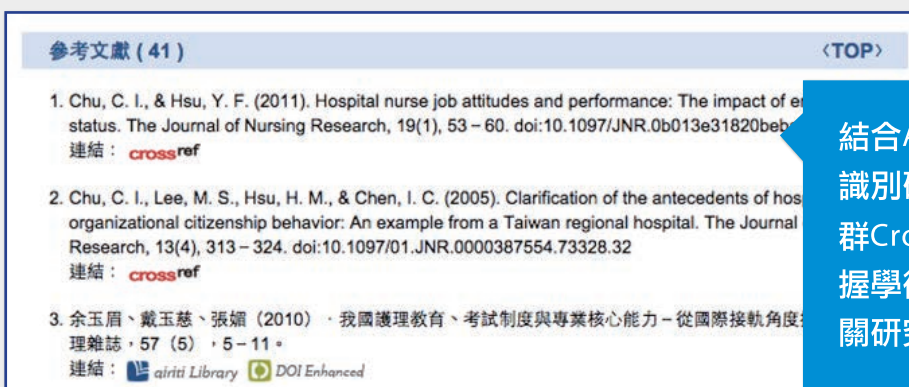 參考文獻 ( 41 )
〈TOP〉
1. Chu, C. I., & Hsu, Y. F. (2011). Hospital nurse job attitudes and performance: The impact of
status. The Journal of Nursing Research, 19(1), 53 – 60. doi:10.1097/JNR.0b013e31820beb
連結： crossref
2. Chu, C. I., Lee, M. S., Hsu, H. M., & Chen, I. C. (2005). Clarification of the antecedents of hos
organizational citizenship behavior: An example from a Taiwan regional hospital. The Journal
Research, 13(4), 313 – 324. doi:10.1097/01.JNR.0000387554.73328.32
連結： crossref
3. 余玉眉、戴玉慈、張媚（2010）‧我國護理教育、考試制度與專業核心能力－從國際接軌角度
理雜誌，57（5），5－11。
連結： airiti Library DOI Enhanced
結合
識別
群Cro
握學
關研